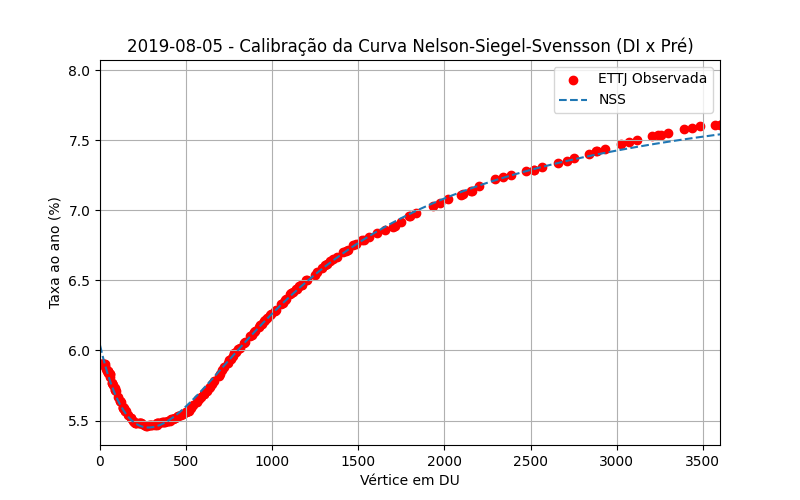 2019-08-05 - Calibração da Curva Nelson-Siegel-Svensson (DI x Pré)
ETTJ Observada
NSS
Taxa ao ano (%)
8.0
7.5
7.0
6.5
6.0
5.5
0 500 1000 1500 2000 2500 3000 3500
Vértice em DU